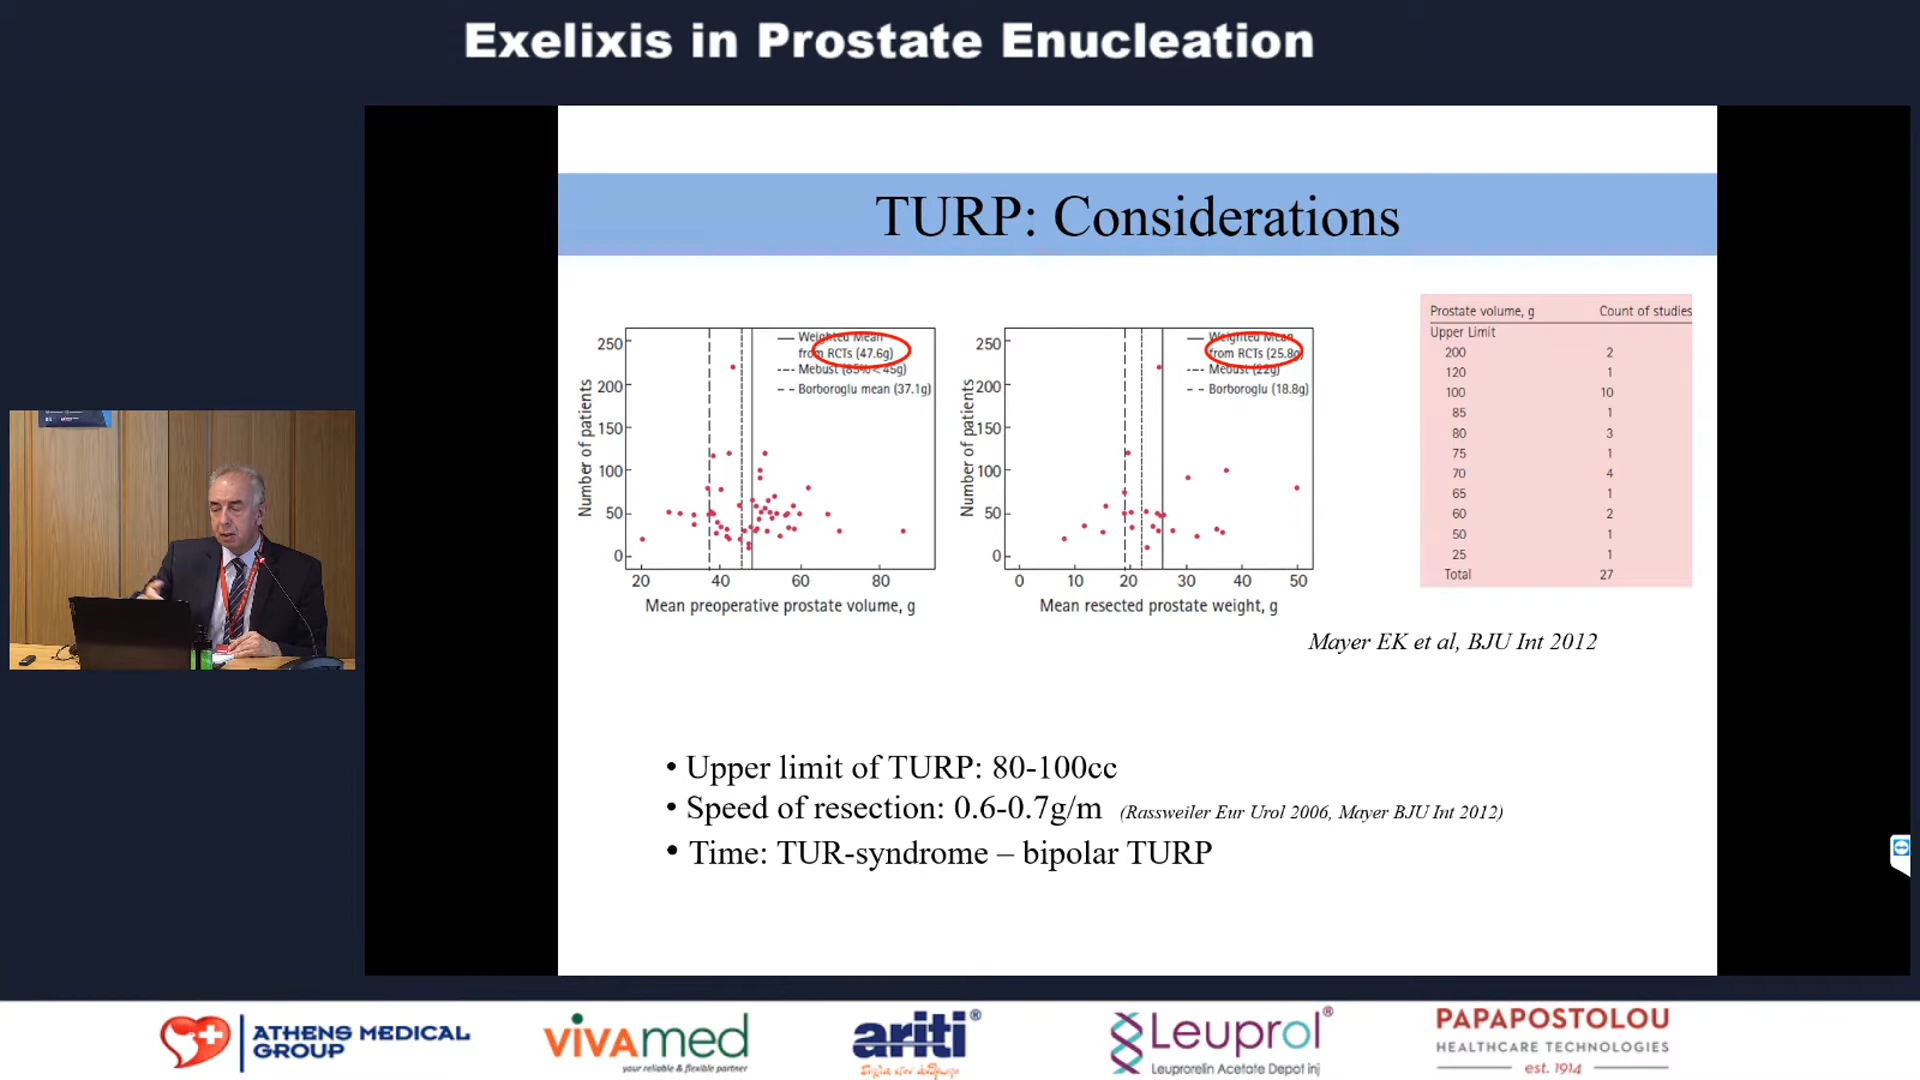 Exelixis in Prostate Enucleation
TURP: Considerations
Number of patients
250
200
150
100
50
0
20 40 60 80
Mean preoperative prostate volume, g
Weighted Mean
from RCTs (47.6g)
Mebust (85%<45g)
Borboroglu mean (37.1g)
Number of patients
250
200
150
100
50
0
0 10 20 30 40 50
Mean resected prostate weight, g
Weighted Mean
from RCTs (25.8g)
Mebust (22g)
Borboroglu (18.8g)
Prostate volume, g Count of studies
Upper Limit
200 2
120 1
100 10
85 1
80 3
75 1
70 4
65 1
60 2
50 1
25 1
Total 27
Mayer EK et al, BJU Int 2012
• Upper limit of TURP: 80-100cc
• Speed of resection: 0.6-0.7g/m (Rassweiler Eur Urol 2006, Mayer BJU Int 2012)
• Time: TUR-syndrome – bipolar TURP
ATHENS MEDICAL
GROUP
vivamed
your reliable & flexible partner
ariti®
Leuprol®
Leuprorelin Acetate Depot inj
PAPAPOSTOLOU
HEALTHCARE TECHNOLOGIES
est. 1914